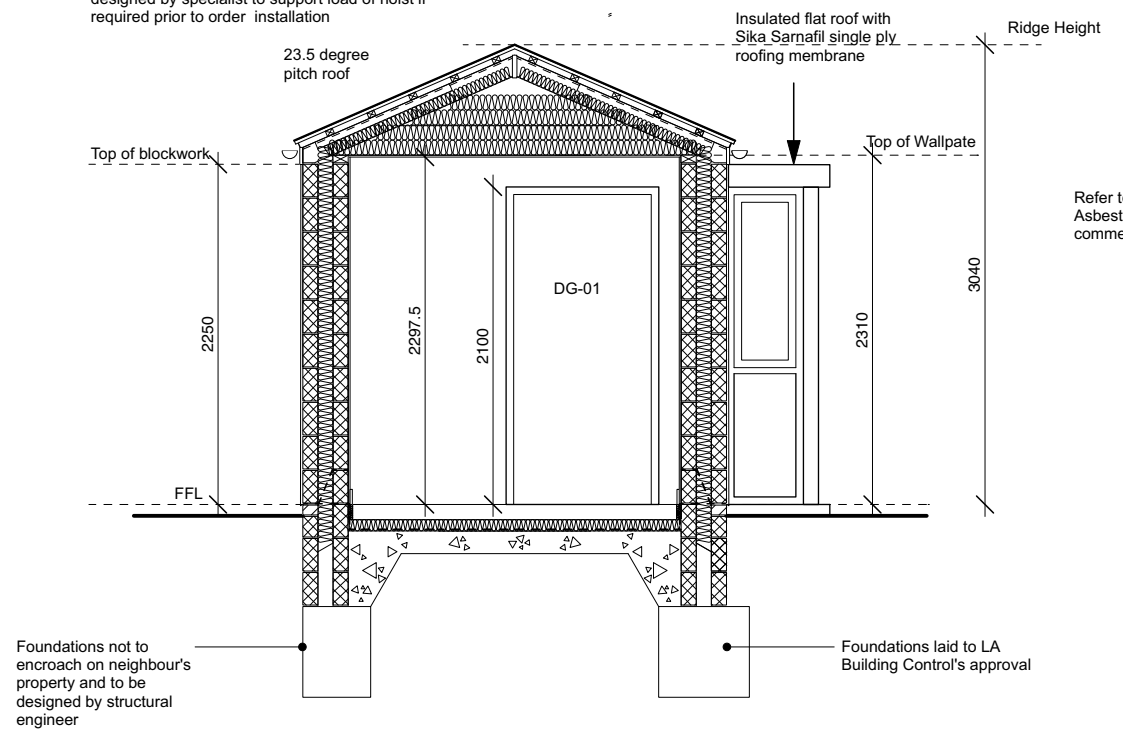 designed by specialist to support load of hoist if
required prior to order installation
23.5 degree
pitch roof
Insulated flat roof with
Sika Sarnafil single ply
roofing membrane
Ridge Height
Top of blockwork
Top of Wallpate
Refer to
Asbest
comme
DG-01
2250
2297.5
2100
2310
3040
FFL
Foundations not to
encroach on neighbour's
property and to be
designed by structural
engineer
Foundations laid to LA
Building Control's approval